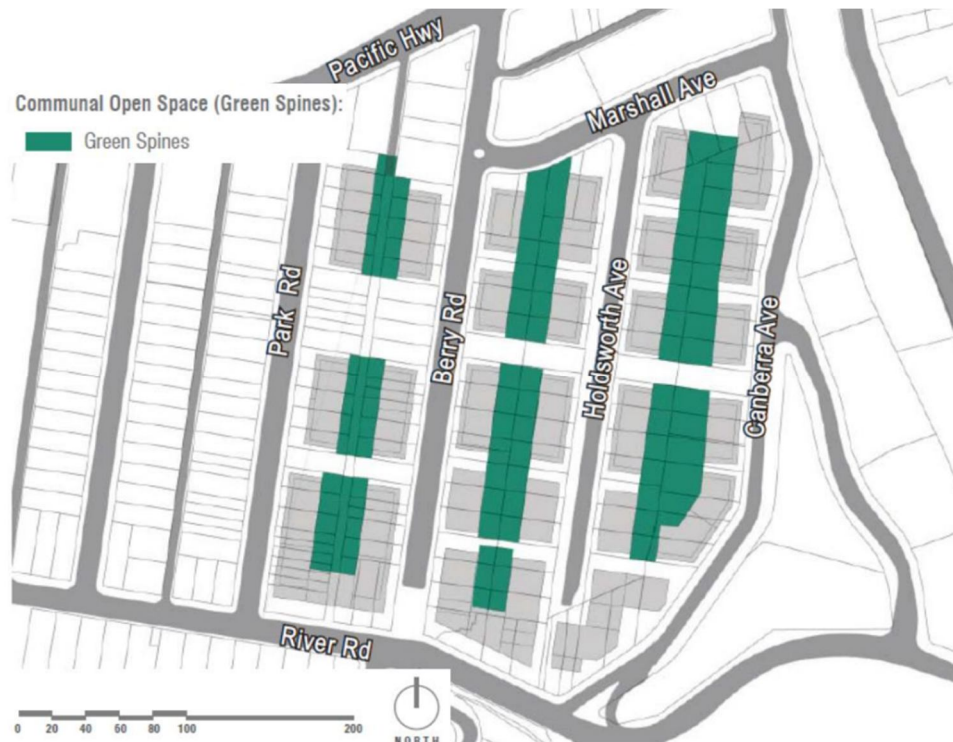 Pacific Hwy
Marshall Ave
Communal Open Space (Green Spines):
Green Spines
Park Rd
Berry Rd
Holdsworth Ave
Canberra Ave
River Rd
0 20 40 60 80 100 200
NORTH